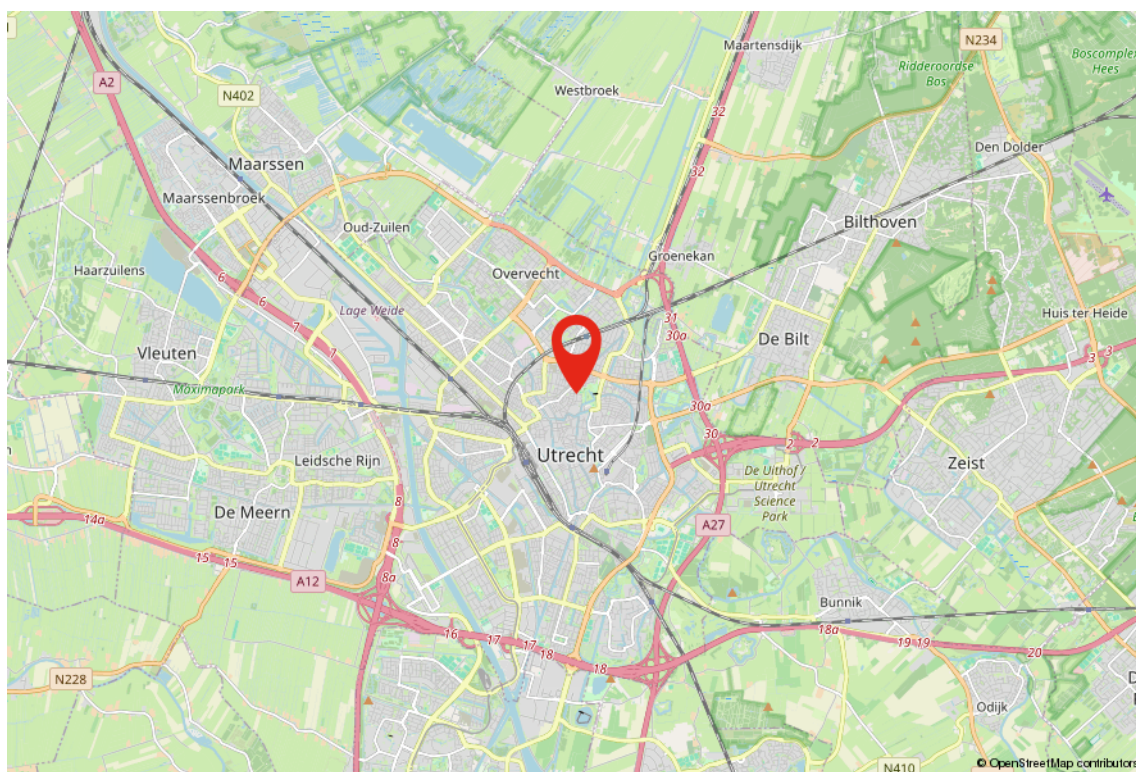 N234
Maartensdijk
Boscomplex
Hees
Ridderoordse
Bos
A2
N402
Westbroek
32
Maarssen
32
Den Dolder
Maarssenbroek
Oud-Zuilen
Bilthoven
Groenekan
Haarzuilens
6
Overvecht
6
Lage Weide
7
31
Huis ter Heide
30a
De Bilt
7
Vleuten
3
3
Maximapark
30a
30
2
2
Utrecht
Leidsche Rijn
Zeist
De Uithof /
Utrecht
Science
Park
8
De Meern
14a
A27
8
15
15
A12
8a
Bunnik
16
17
17
18
18a
19
19
20
18
N228
Odijk
N410
© OpenStreetMap contributors